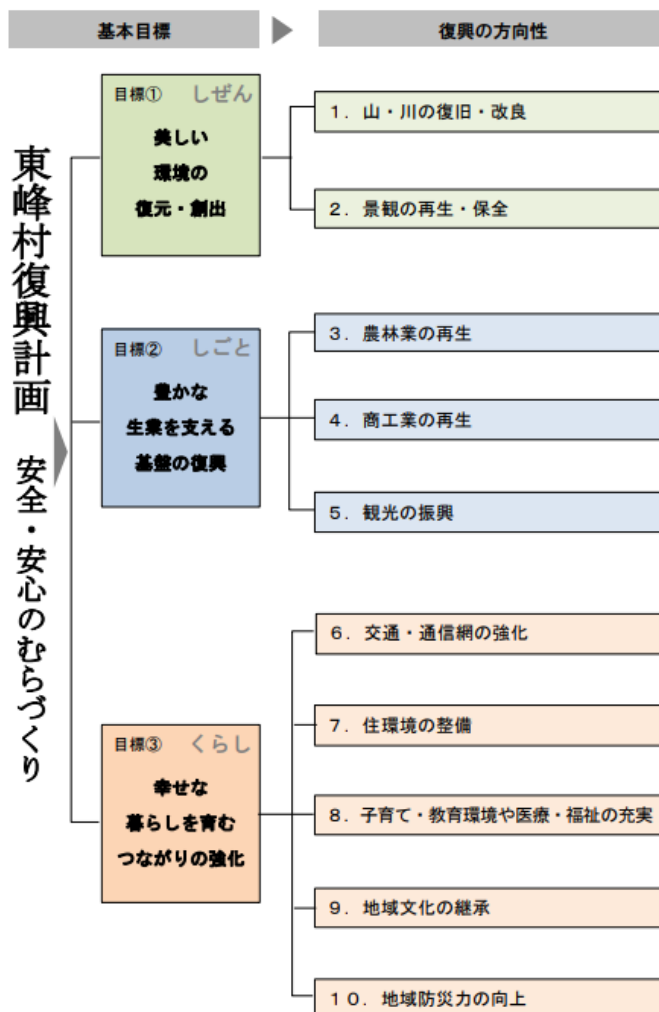 基本目標
復興の方向性
東峰村復興計画 安全・安心のむらづくり
目標① しぜん
美しい
環境の
復元・創出
1. 山・川の復旧・改良
2. 景観の再生・保全
目標② しごと
豊かな
生業を支える
基盤の復興
3. 農林業の再生
4. 商工業の再生
5. 観光の振興
目標③ くらし
幸せな
暮らしを育む
つながりの強化
6. 交通・通信網の強化
7. 住環境の整備
8. 子育て・教育環境や医療・福祉の充実
9. 地域文化の継承
10. 地域防災力の向上